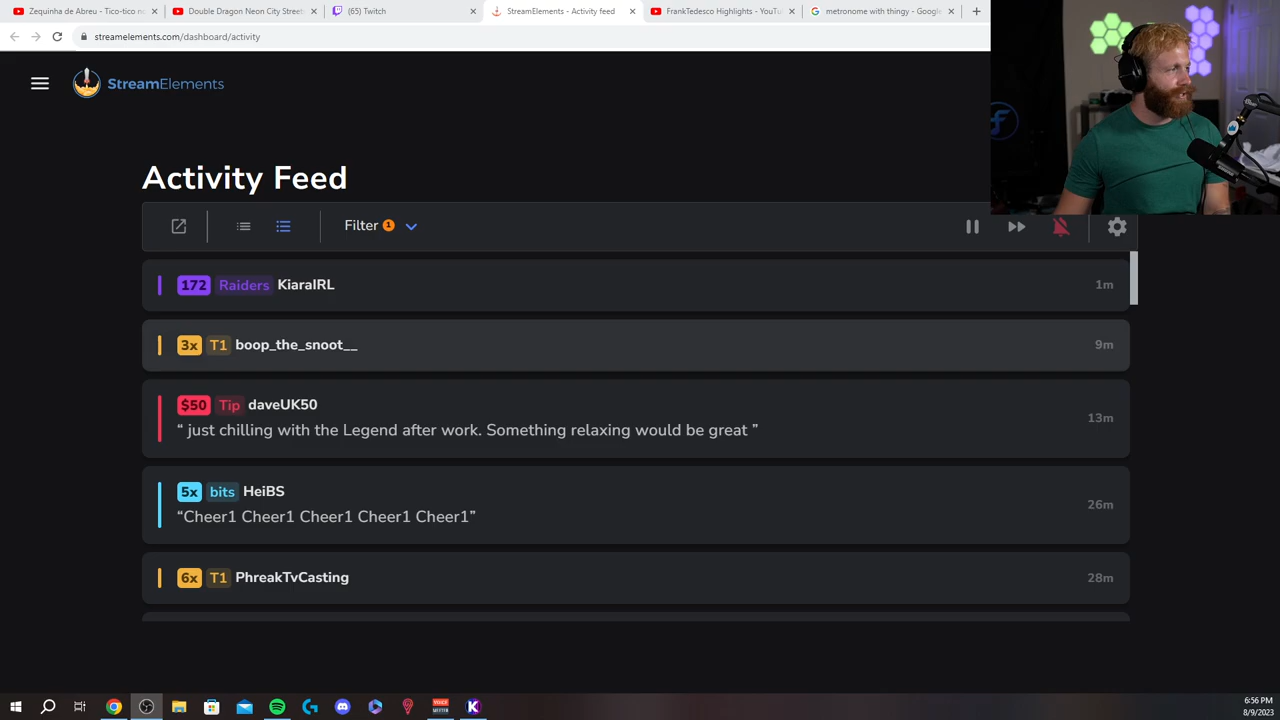 Zequinha de Abreu - Tico-tico n
Double Dragon Neon City Street
(65) Twitch
StreamElements - Activity feed
FrankTedesco Highlights - YouTu
metronome with thingy - Google
streamelements.com/dashboard/activity
StreamElements
Activity Feed
Filter 1
172 Raiders KiaraIRL 1m
3x T1 boop_the_snoot__ 9m
$50 Tip daveUK50
“ just chilling with the Legend after work. Something relaxing would be great ” 13m
5x bits HeiBS
“Cheer1 Cheer1 Cheer1 Cheer1 Cheer1” 26m
6x T1 PhreakTvCasting 28m
6:56 PM
8/9/2023